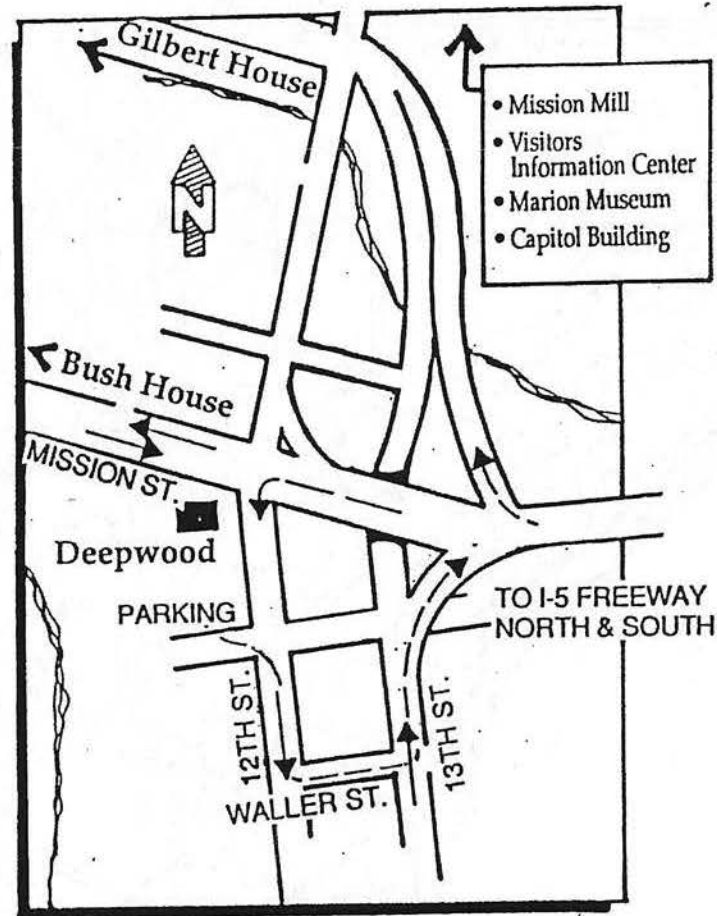 Gilbert House
• Mission Mill
• Visitors
Information Center
• Marion Museum
• Capitol Building
N
Bush House
MISSION ST.
Deepwood
PARKING
TO I-5 FREEWAY
NORTH & SOUTH
12TH ST.
13TH ST.
WALLER ST.